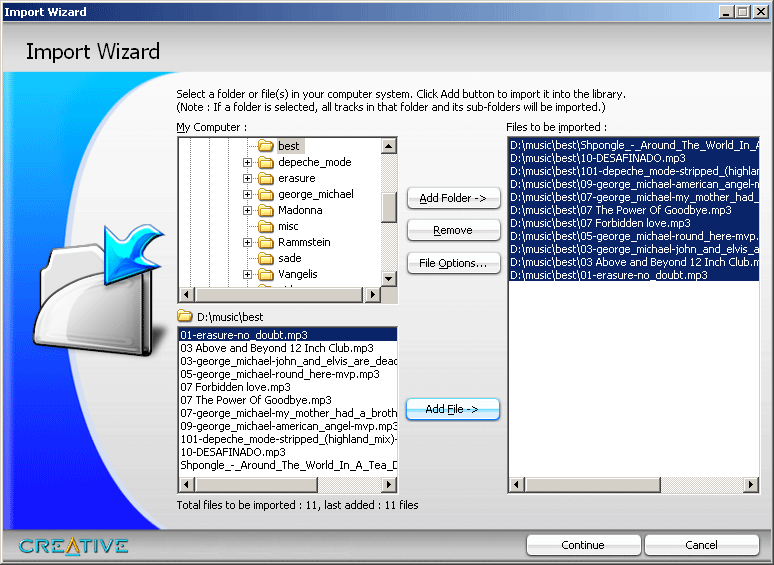 Import Wizard
Import Wizard
Select a folder or file(s) in your computer system. Click Add button to import it into the library.
(Note : If a folder is selected, all tracks in that folder and its sub-folders will be imported.)
My Computer :
best
depeche_mode
erasure
george_michael
Madonna
misc
Rammstein
sade
Vangelis
D:\music\best
01-erasure-no_doubt.mp3
03 Above and Beyond 12 Inch Club.mp3
03-george_michael-john_and_elvis_are_deac
05-george_michael-round_here-mvp.mp3
07 Forbidden love.mp3
07 The Power Of Goodbye.mp3
07-george_michael-my_mother_had_a_broth
09-george_michael-american_angel-mvp.mp3
101-depeche_mode-stripped_(highland_mix)-
10-DESAFINADO.mp3
Shpongle_-_Around_The_World_In_A_Tea_D
Total files to be imported : 11, last added : 11 files
Add Folder ->
Remove
File Options...
Add File ->
Files to be imported :
D:\music\best\Shpongle_-_Around_The_World_In_A
D:\music\best\10-DESAFINADO.mp3
D:\music\best\101-depeche_mode-stripped_(highlan
D:\music\best\09-george_michael-american_angel-m
D:\music\best\07-george_michael-my_mother_had_
D:\music\best\07 The Power Of Goodbye.mp3
D:\music\best\07 Forbidden love.mp3
D:\music\best\05-george_michael-round_here-mvp.m
D:\music\best\03-george_michael-john_and_elvis_a
D:\music\best\03 Above and Beyond 12 Inch Club.m
D:\music\best\01-erasure-no_doubt.mp3
CREATIVE
Continue
Cancel